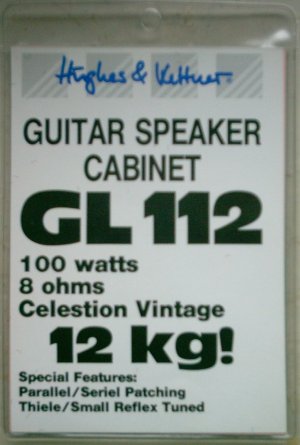 Hughes & Kettner
GUITAR SPEAKER
CABINET
GL 112
100 watts
8 ohms
Celestion Vintage
12 kg!
Special Features:
Parallel/Seriel Patching
Thiele/Small Reflex Tuned